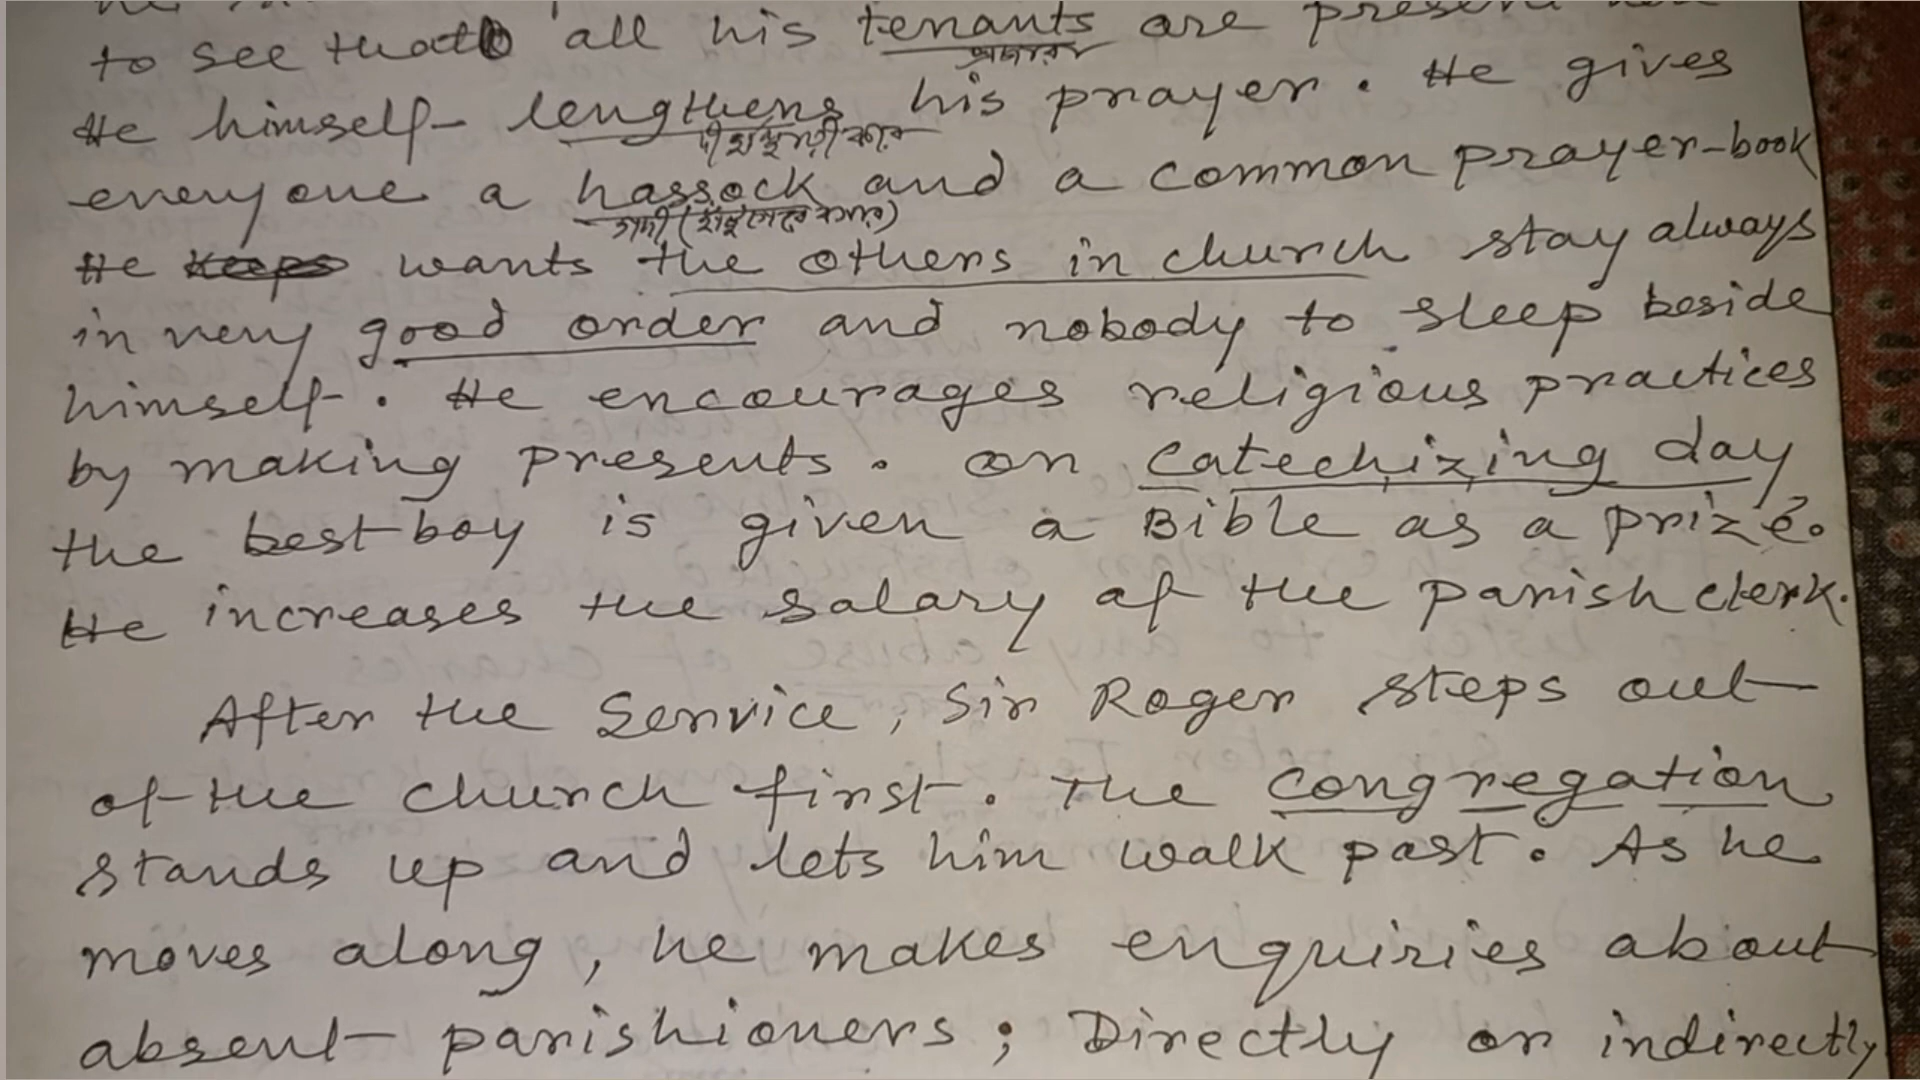 to see that all his tenants are present
He himself lengthens his prayer. He gives
দীর্ঘস্থায়ী করে
everyone a hassock and a common prayer-book
গদী
He keeps wants the others in church stay always
in very good order and nobody to sleep beside
himself. He encourages religious practices
by making presents. on catechizing day
the best boy is given a Bible as a prize.
He increases the salary of the parish clerk.
After the Service, Sir Roger steps out
of the church first. The congregation
stands up and lets him walk past. As he
moves along, he makes enquiries about
absent parishioners; Directly or indirectly